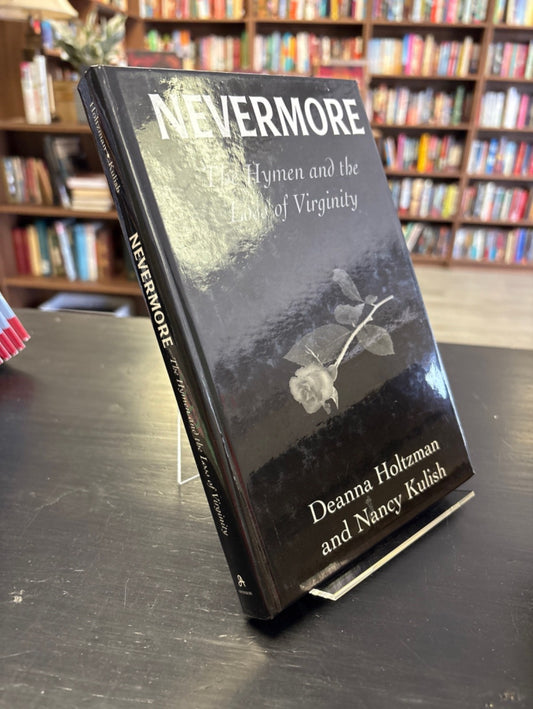 NEVERMORE
The Hymen and the
Loss of Virginity
Deanna Holtzman
and Nancy Kulish
Holtzman • Kulish
NEVERMORE
The Hymen and the Loss of Virginity